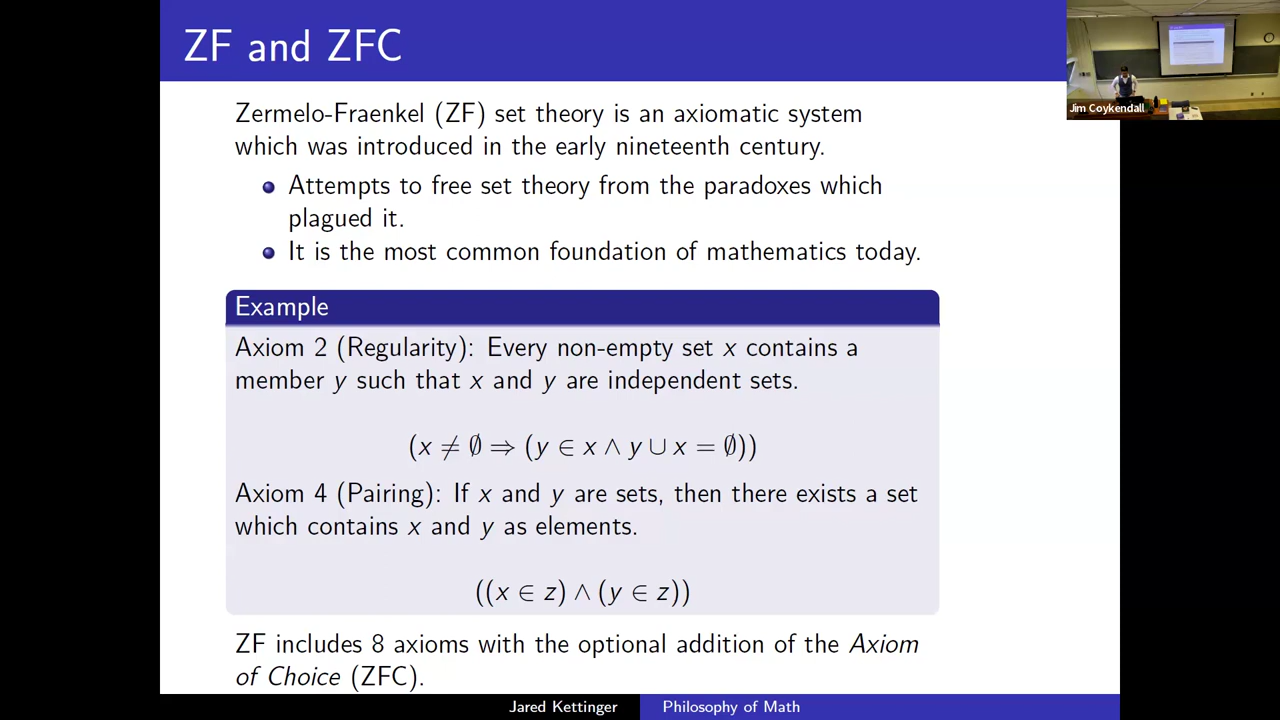 ZF and ZFC
Jim Coykendall
Zermelo-Fraenkel (ZF) set theory is an axiomatic system
which was introduced in the early nineteenth century.
Attempts to free set theory from the paradoxes which
plagued it.
It is the most common foundation of mathematics today.
Example
Axiom 2 (Regularity): Every non-empty set x contains a
member y such that x and y are independent sets.
(x ≠ ∅ ⇒ (y ∈ x ∧ y ∪ x = ∅))
Axiom 4 (Pairing): If x and y are sets, then there exists a set
which contains x and y as elements.
((x ∈ z) ∧ (y ∈ z))
ZF includes 8 axioms with the optional addition of the Axiom
of Choice (ZFC).
Jared Kettinger
Philosophy of Math